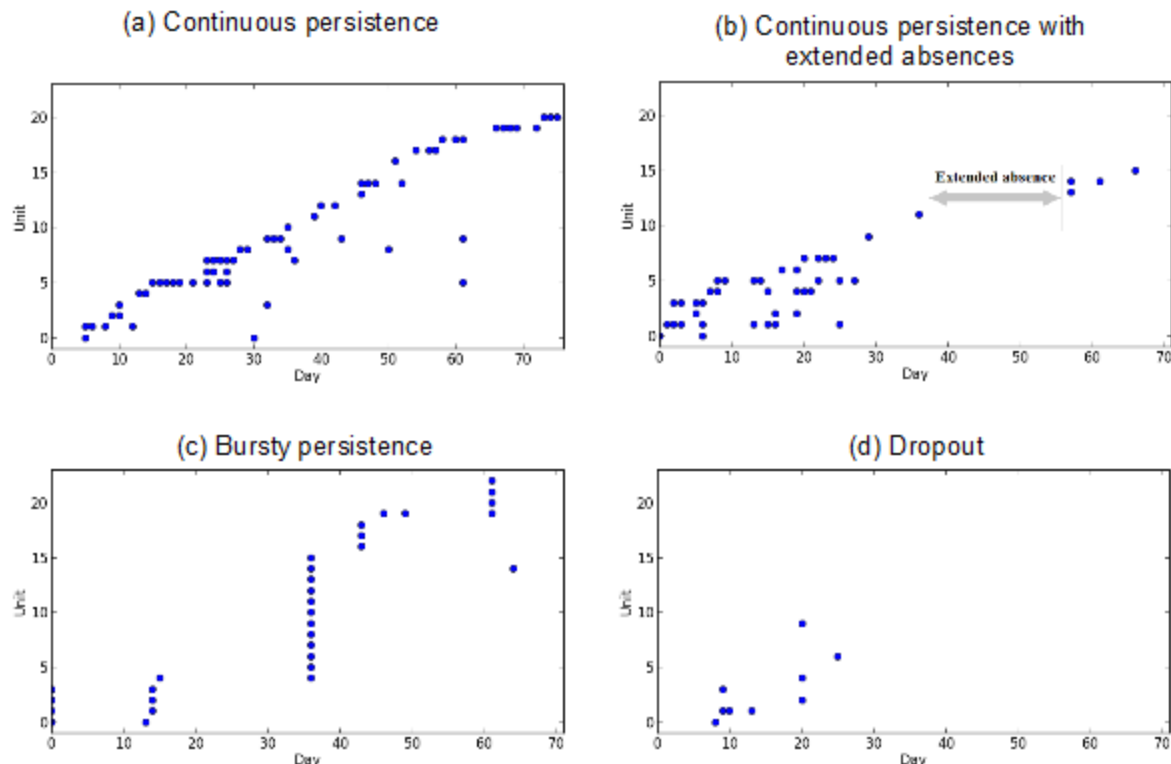 (a) Continuous persistence
20
15
10
5
0
Unit
0 10 20 30 40 50 60 70
Day
(b) Continuous persistence with
extended absences
20
15
10
5
0
Unit
Extended absence
0 10 20 30 40 50 60 70
Day
(c) Bursty persistence
20
15
10
5
0
Unit
0 10 20 30 40 50 60 70
Day
(d) Dropout
20
15
10
5
0
Unit
0 10 20 30 40 50 60 70
Day